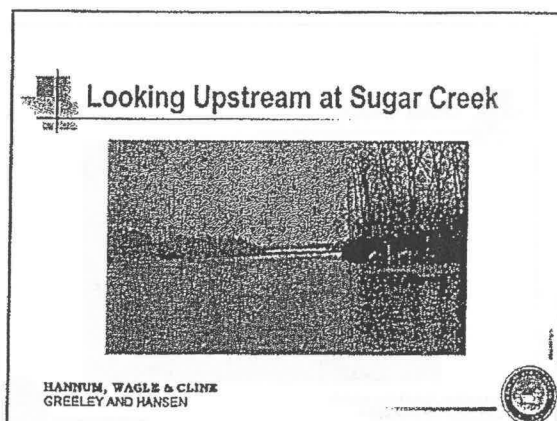 Looking Upstream at Sugar Creek
HANNUM, WAGLE & CLINE
GREELEY AND HANSEN